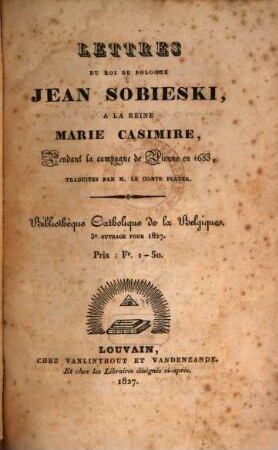 LETTRES
DU ROI DE POLOGNE
JEAN SOBIESKI,
A LA REINE
MARIE CASIMIRE,
Pendant la campagne de Vienne en 1683,
TRADUITES PAR M. LE COMTE PLATER.
Bibliothèque Catholique de la Belgique.
3e OUVRAGE POUR 1827.
Prix : Fr. 1-50.
LOUVAIN,
CHEZ VANLINTHOUT ET VANDENZANDE.
Et chez les Libraires désignés ci-après.
1827.